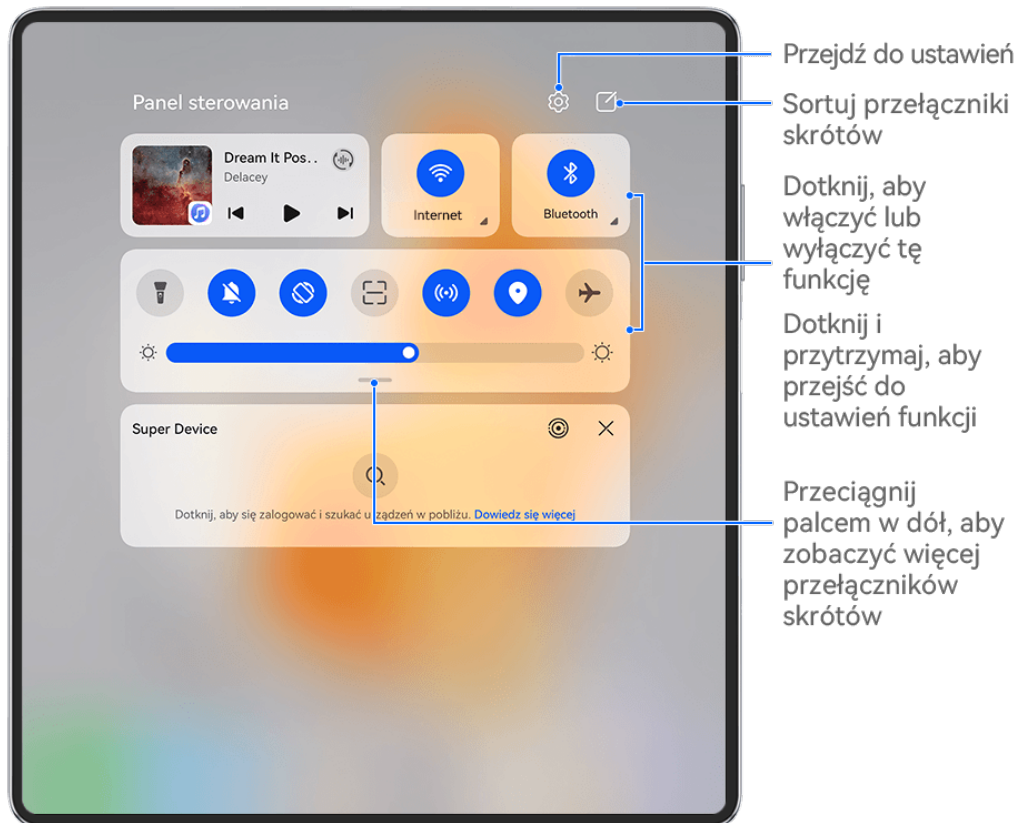 Panel sterowania
Dream It Pos. .
Delacey
Internet
Bluetooth
Super Device
Dotknij, aby się zalogować i szukać urządzeń w pobliżu. Dowiedz się więcej
Przejdź do ustawień
Sortuj przełączniki
skrótów
Dotknij, aby
włączyć lub
wyłączyć tę
funkcję
Dotknij i
przytrzymaj, aby
przejść do
ustawień funkcji
Przeciągnij
palcem w dół, aby
zobaczyć więcej
przełączników
skrótów